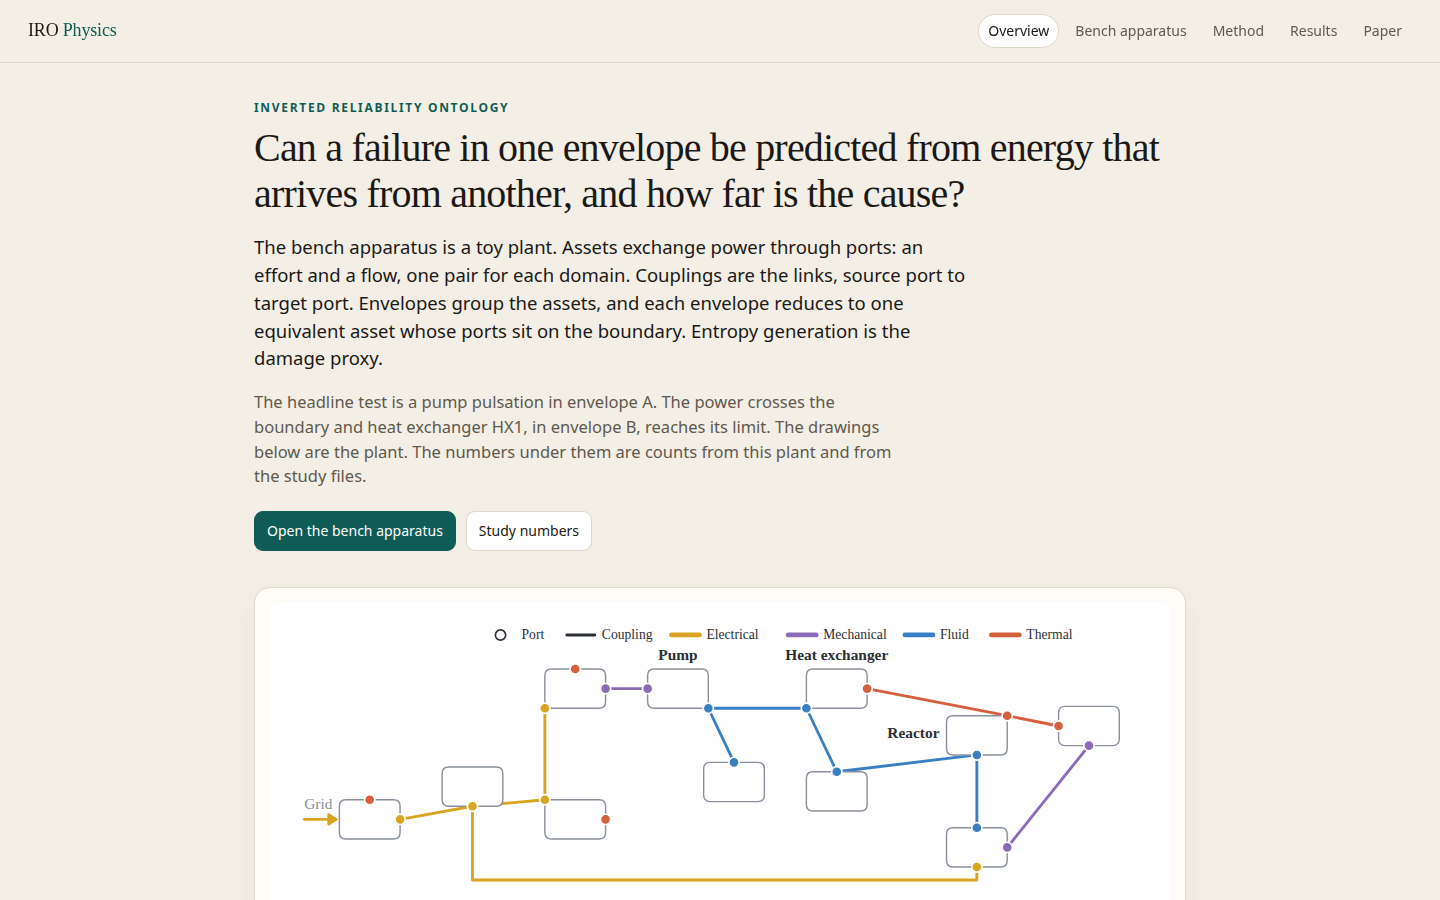 IRO Physics
Overview
Bench apparatus
Method
Results
Paper
INVERTED RELIABILITY ONTOLOGY
Can a failure in one envelope be predicted from energy that
arrives from another, and how far is the cause?
The bench apparatus is a toy plant. Assets exchange power through ports: an
effort and a flow, one pair for each domain. Couplings are the links, source port to
target port. Envelopes group the assets, and each envelope reduces to one
equivalent asset whose ports sit on the boundary. Entropy generation is the
damage proxy.
The headline test is a pump pulsation in envelope A. The power crosses the
boundary and heat exchanger HX1, in envelope B, reaches its limit. The drawings
below are the plant. The numbers under them are counts from this plant and from
the study files.
Open the bench apparatus
Study numbers
Port
Coupling
Electrical
Mechanical
Fluid
Thermal
Pump
Heat exchanger
Reactor
Grid